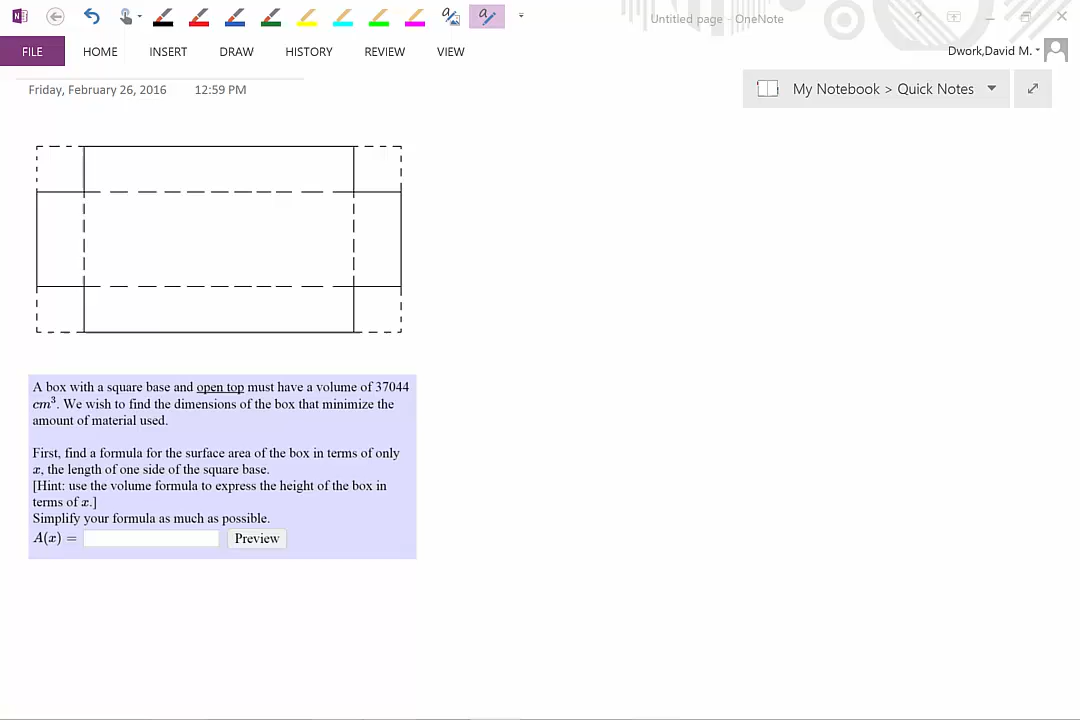 Untitled page - OneNote
FILE HOME INSERT DRAW HISTORY REVIEW VIEW
Dwork,David M.
Friday, February 26, 2016 12:59 PM
My Notebook > Quick Notes
A box with a square base and open top must have a volume of 37044
cm³. We wish to find the dimensions of the box that minimize the
amount of material used.
First, find a formula for the surface area of the box in terms of only
x, the length of one side of the square base.
[Hint: use the volume formula to express the height of the box in
terms of x.]
Simplify your formula as much as possible.
A(x) = Preview